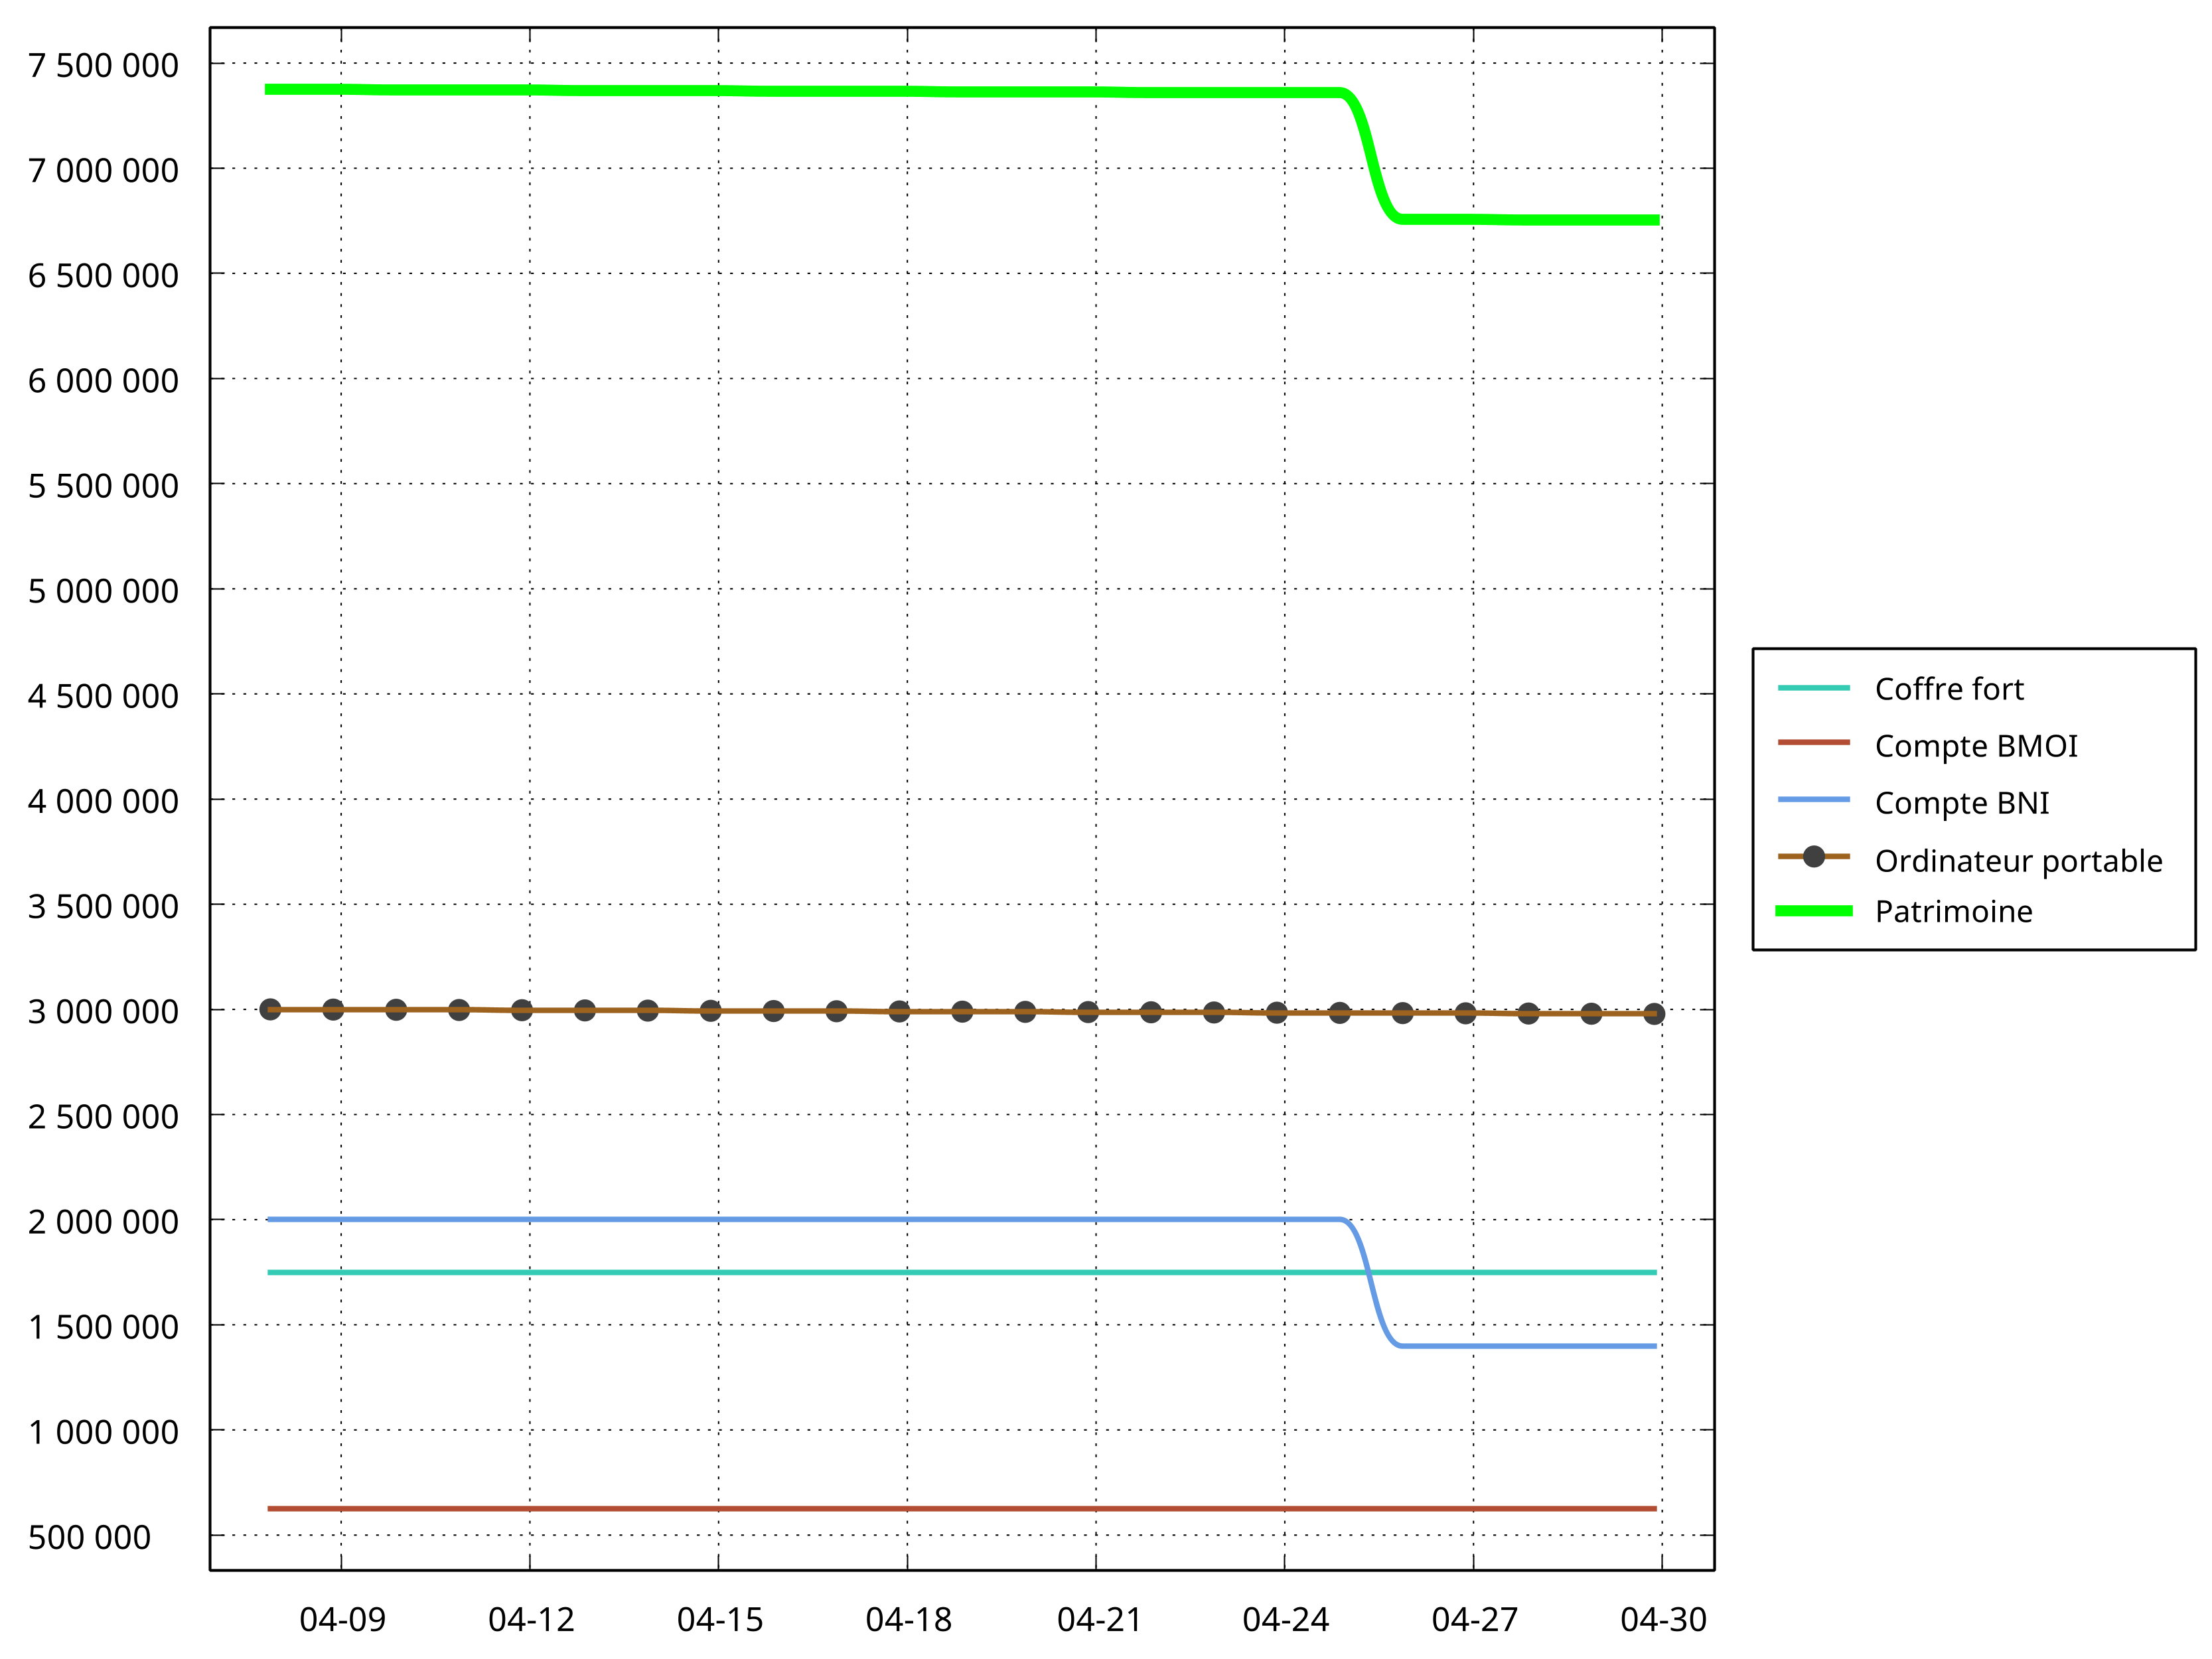 7 500 000
7 000 000
6 500 000
6 000 000
5 500 000
5 000 000
4 500 000
4 000 000
3 500 000
3 000 000
2 500 000
2 000 000
1 500 000
1 000 000
500 000
04-09 04-12 04-15 04-18 04-21 04-24 04-27 04-30
Coffre fort
Compte BMOI
Compte BNI
Ordinateur portable
Patrimoine